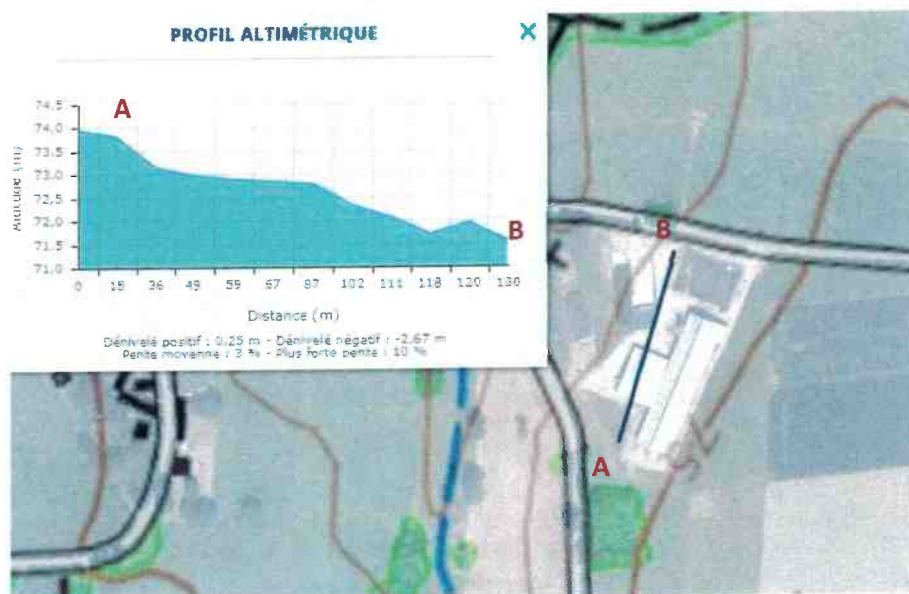 PROFIL ALTIMÉTRIQUE ×
A
74.5
74.0
73.5
73.0
72.5
72.0
71.5
71.0
Altitude (m)
B
0 19 36 49 59 67 87 102 111 118 120 130
Distance (m)
Dénivelé positif : 0,25 m - Dénivelé négatif : -2,67 m
Pente moyenne : 3 % - Plus forte pente : 10 %
B
A